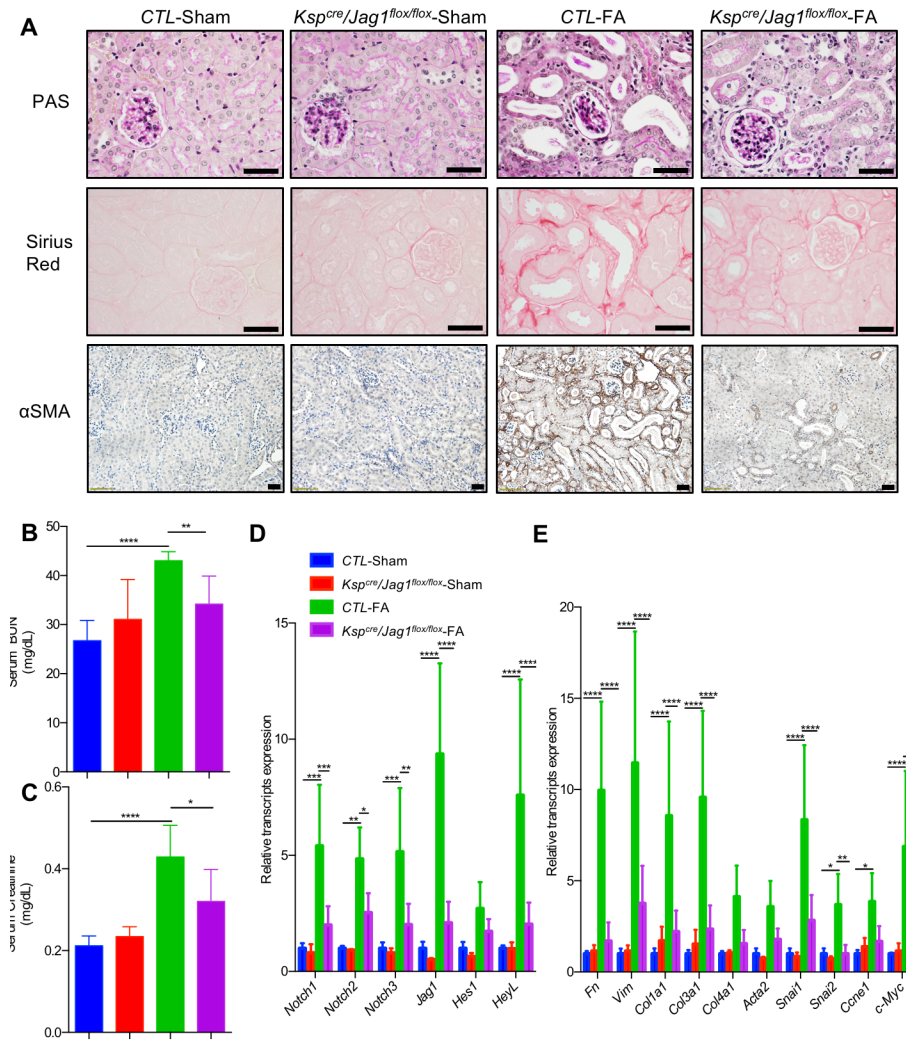 A
CTL-Sham
Ksp^cre/Jag1^flox/flox-Sham
CTL-FA
Ksp^cre/Jag1^flox/flox-FA
PAS
Sirius
Red
αSMA
B
Serum BUN
(mg/dL)
50
40
30
20
10
0
****
**
C
(mg/dL)
0.6
0.4
0.2
0.0
****
*
D
CTL-Sham
Ksp^cre/Jag1^flox/flox-Sham
CTL-FA
Ksp^cre/Jag1^flox/flox-FA
Relative transcripts expression
15
10
5
0
*** ***
** *
*** **
**** ****
**** ****
Notch1
Notch2
Notch3
Jag1
Hes1
HeyL
E
Relative transcripts expression
20
15
10
5
0
**** ****
**** ****
**** ****
**** ****
**** ****
* **
*
****
Fn
Vim
Col1a1
Col3a1
Col4a1
Acta2
Snai1
Snai2
Ccne1
c-Myc